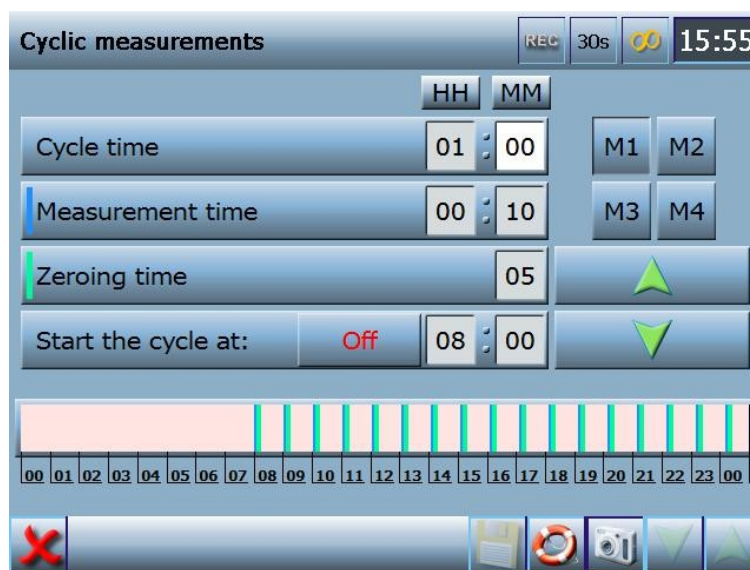 Cyclic measurements REC 30s 15:55
HH MM
Cycle time 01 : 00 M1 M2
Measurement time 00 : 10 M3 M4
Zeroing time 05
Start the cycle at: Off 08 : 00
00 01 02 03 04 05 06 07 08 09 10 11 12 13 14 15 16 17 18 19 20 21 22 23 00